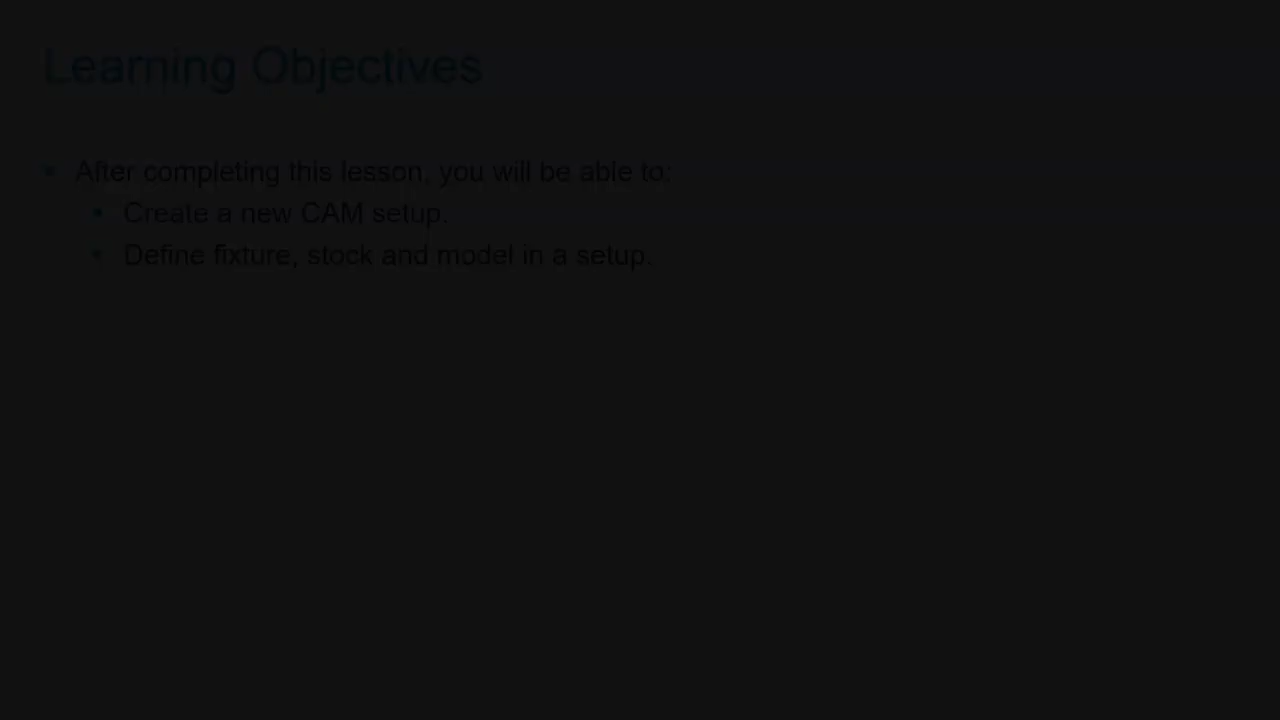 Learning Objectives
• After completing this lesson, you will be able to:
• Create a new CAM setup.
• Define fixture, stock and model in a setup.